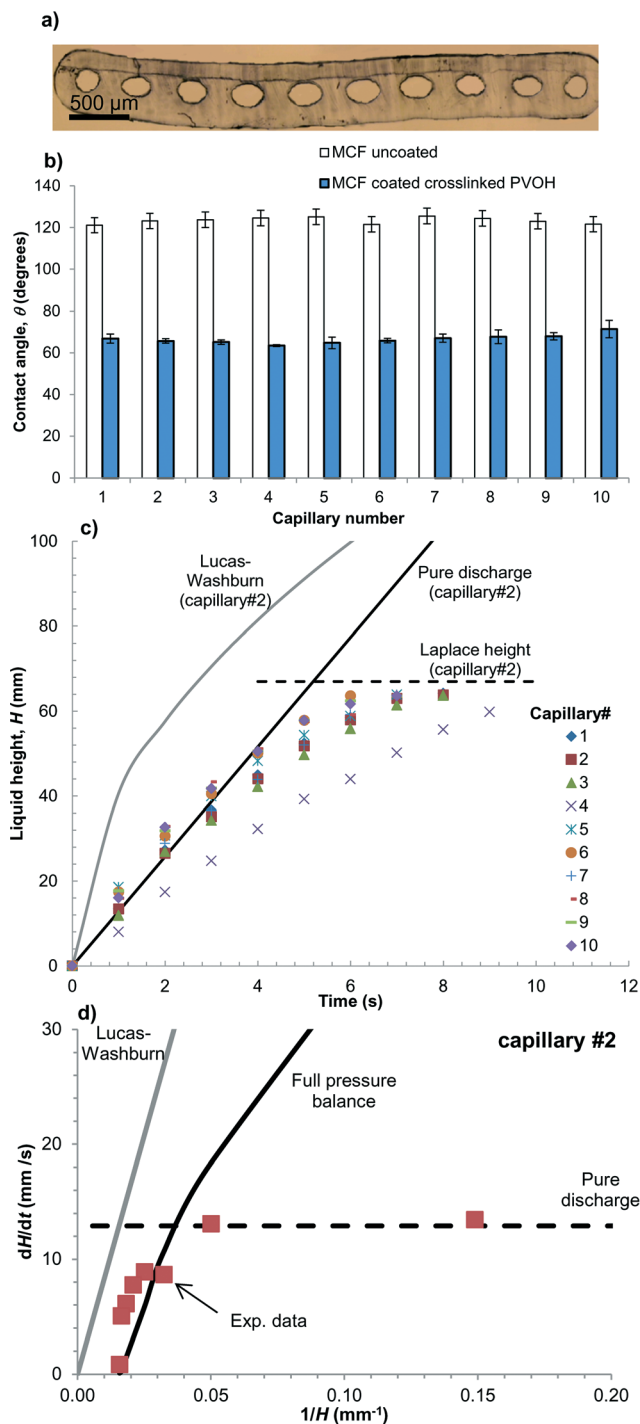 a)
500 µm
b)
MCF uncoated
MCF coated crosslinked PVOH
Contact angle, θ (degrees)
140
120
100
80
60
40
20
0
1 2 3 4 5 6 7 8 9 10
Capillary number
c)
Liquid height, H (mm)
100
80
60
40
20
0
Lucas-
Washburn
(capillary#2)
Pure discharge
(capillary#2)
Laplace height
(capillary#2)
Capillary#
1
2
3
4
5
6
7
8
9
10
0 2 4 6 8 10 12
Time (s)
d)
capillary #2
dH/dt (mm /s)
30
20
10
0
Lucas-
Washburn
Full pressure
balance
Pure
discharge
Exp. data
0.00 0.05 0.10 0.15 0.20
1/H (mm⁻¹)